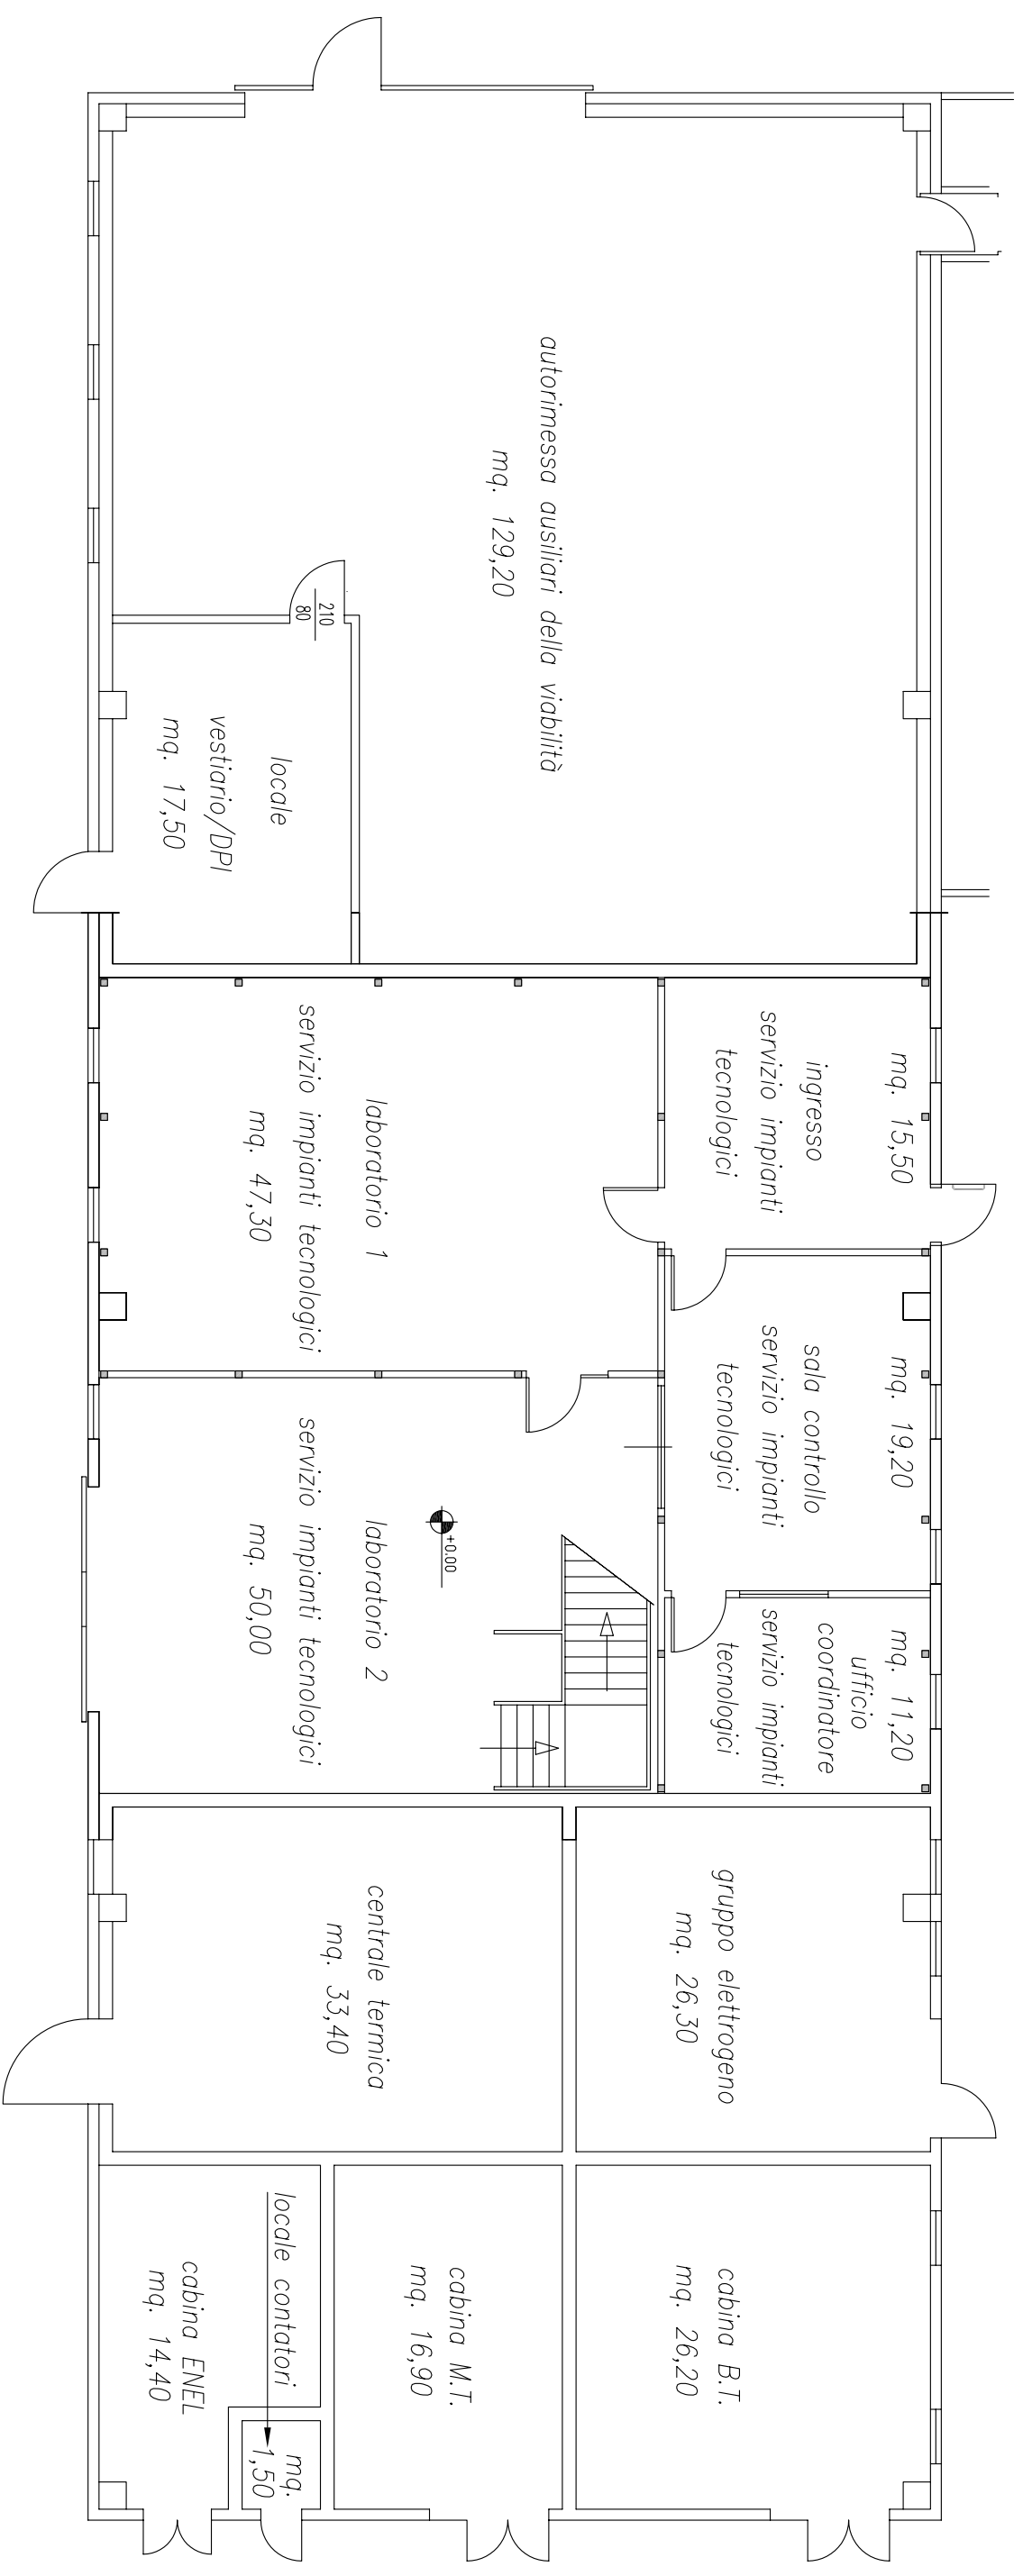 autorimessa ausiliari della viabilità
mq. 129,20
210
80
locale
vestiario/DPI
mq. 17,50
mq. 15,50
ingresso
servizio impianti
tecnologici
laboratorio 1
servizio impianti tecnologici
mq. 47,30
mq. 19,20
sala controllo
servizio impianti
tecnologici
mq. 11,20
ufficio
coordinatore
servizio impianti
tecnologici
+0.00
laboratorio 2
servizio impianti tecnologici
mq. 50,00
gruppo elettrogeno
mq. 26,30
centrale termica
mq. 33,40
cabina B.T.
mq. 26,20
cabina M.T.
mq. 16,90
locale contatori
mq.
1,50
cabina ENEL
mq. 14,40